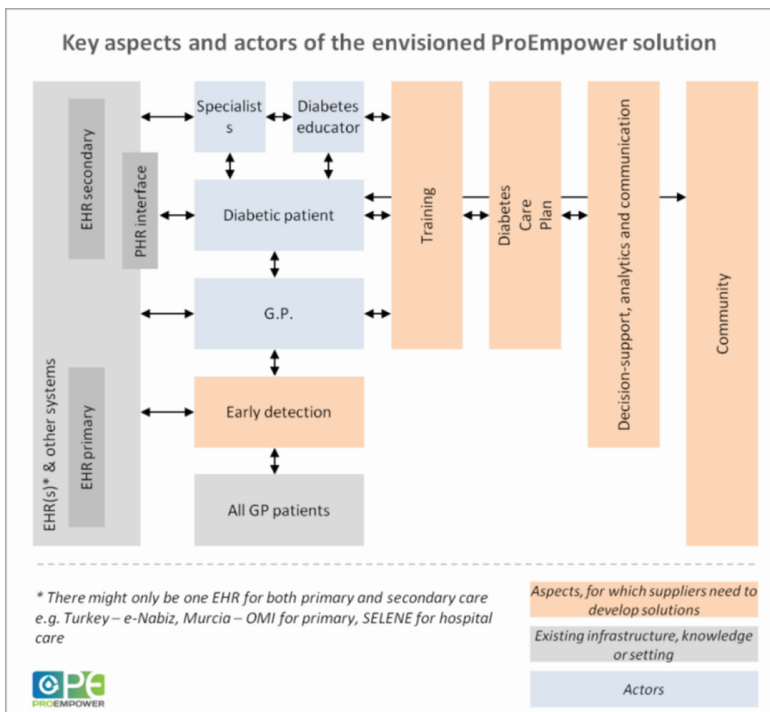 Key aspects and actors of the envisioned ProEmpower solution
EHR(s)* & other systems
EHR secondary
PHR interface
EHR primary
Specialist
s
Diabetes
educator
Diabetic patient
G.P.
Early detection
All GP patients
Training
Diabetes
Care
Plan
Decision-support, analytics and communication
Community
* There might only be one EHR for both primary and secondary care
e.g. Turkey – e-Nabiz, Murcia – OMI for primary, SELENE for hospital
care
Aspects, for which suppliers need to
develop solutions
Existing infrastructure, knowledge
or setting
Actors
PE
PROEMPOWER